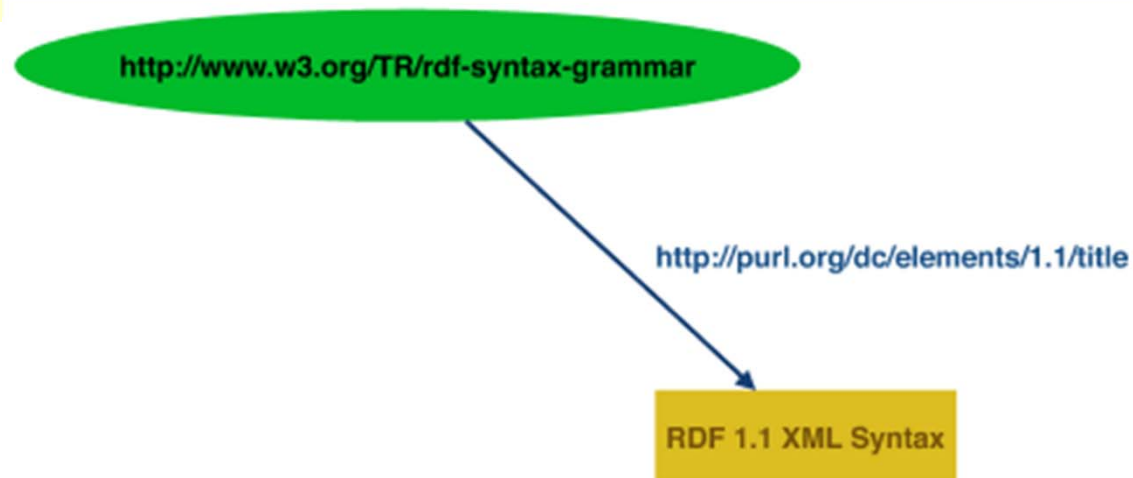 http://www.w3.org/TR/rdf-syntax-grammar
http://purl.org/dc/elements/1.1/title
RDF 1.1 XML Syntax